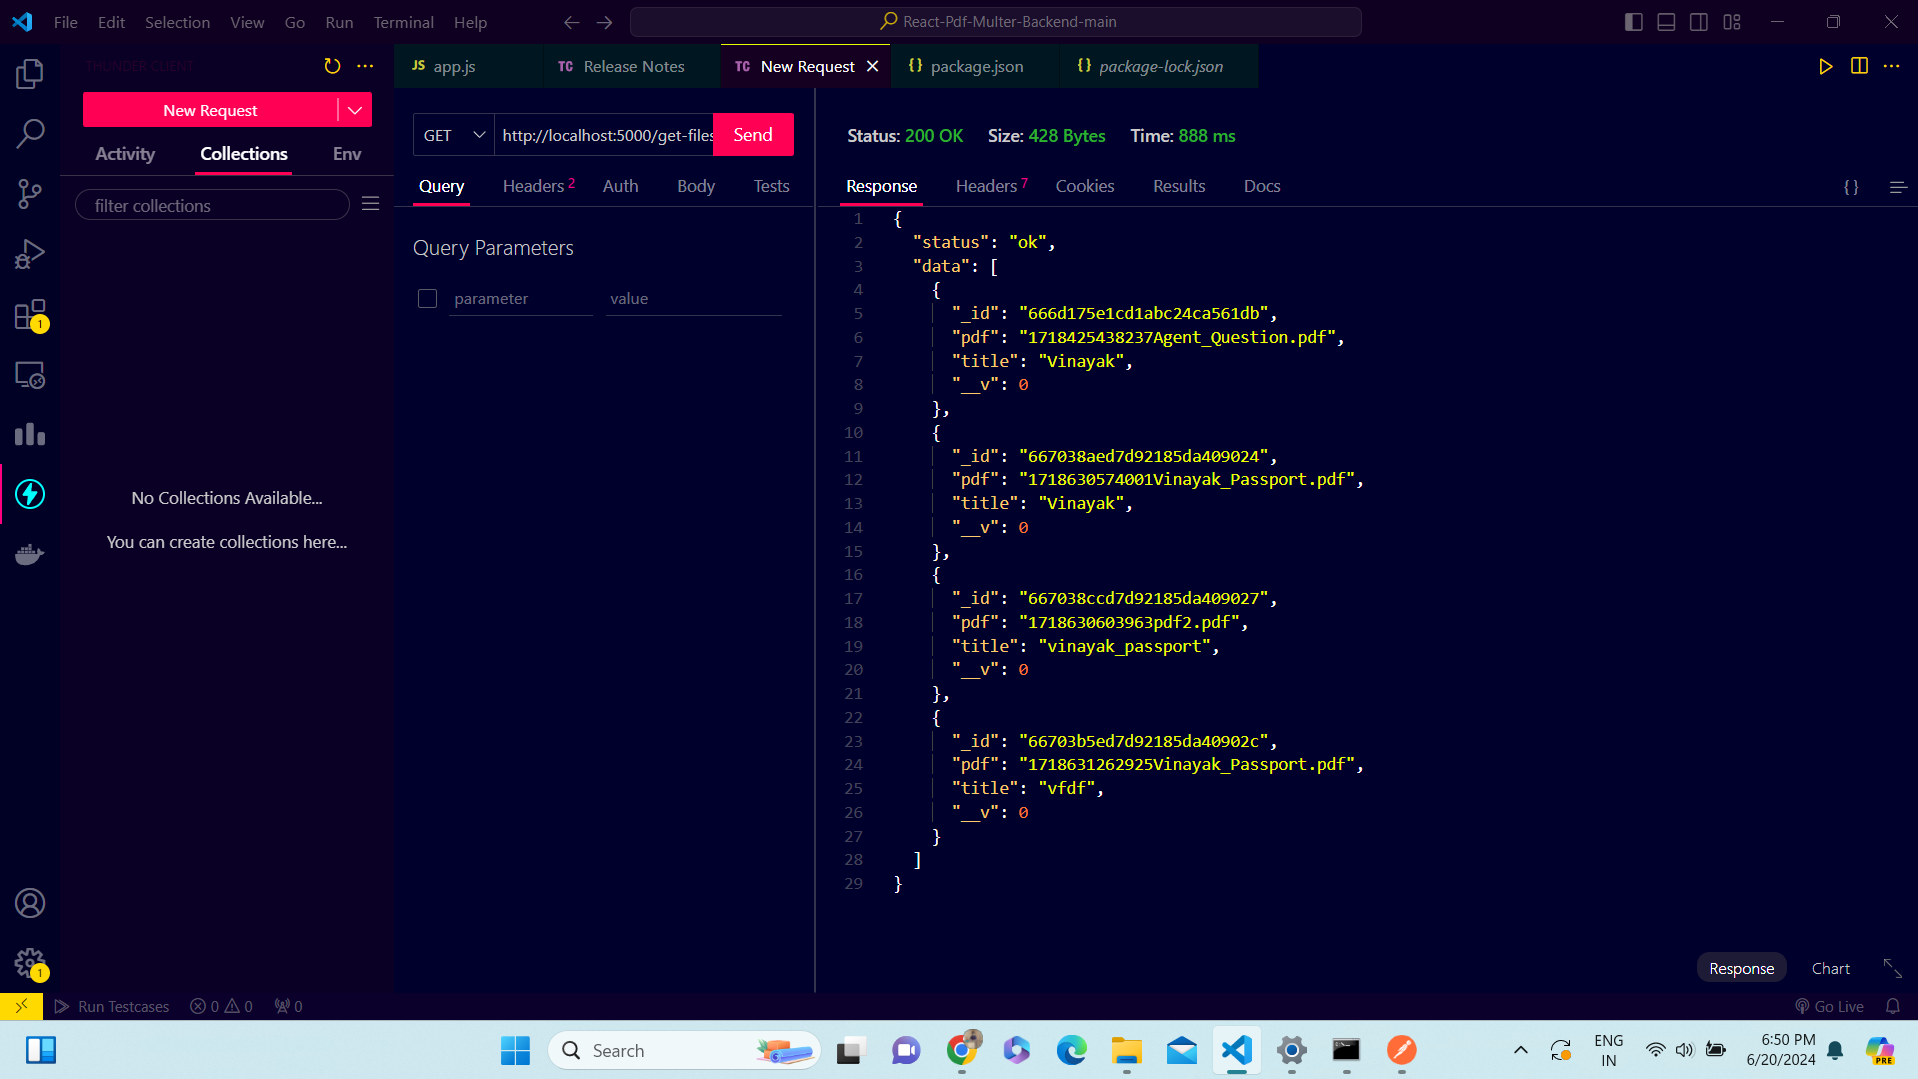 File Edit Selection View Go Run Terminal Help
React-Pdf-Multer-Backend-main
THUNDER CLIENT
JS app.js
TC Release Notes
TC New Request
{} package.json
{} package-lock.json
New Request
Activity Collections Env
filter collections
No Collections Available...
You can create collections here...
GET http://localhost:5000/get-files Send
Query Headers 2 Auth Body Tests
Query Parameters
parameter value
Status: 200 OK Size: 428 Bytes Time: 888 ms
Response Headers 7 Cookies Results Docs {}
1 {
2 "status": "ok",
3 "data": [
4 {
5 "_id": "666d175e1cd1abc24ca561db",
6 "pdf": "1718425438237Agent_Question.pdf",
7 "title": "Vinayak",
8 "__v": 0
9 },
10 {
11 "_id": "667038aed7d92185da409024",
12 "pdf": "1718630574001Vinayak_Passport.pdf",
13 "title": "Vinayak",
14 "__v": 0
15 },
16 {
17 "_id": "667038ccd7d92185da409027",
18 "pdf": "1718630603963pdf2.pdf",
19 "title": "vinayak_passport",
20 "__v": 0
21 },
22 {
23 "_id": "66703b5ed7d92185da40902c",
24 "pdf": "1718631262925Vinayak_Passport.pdf",
25 "title": "vfdf",
26 "__v": 0
27 }
28 ]
29 }
Response Chart
1
1
Run Testcases 0 0 0
Go Live
Search
ENG
IN
6:50 PM
6/20/2024
PRE